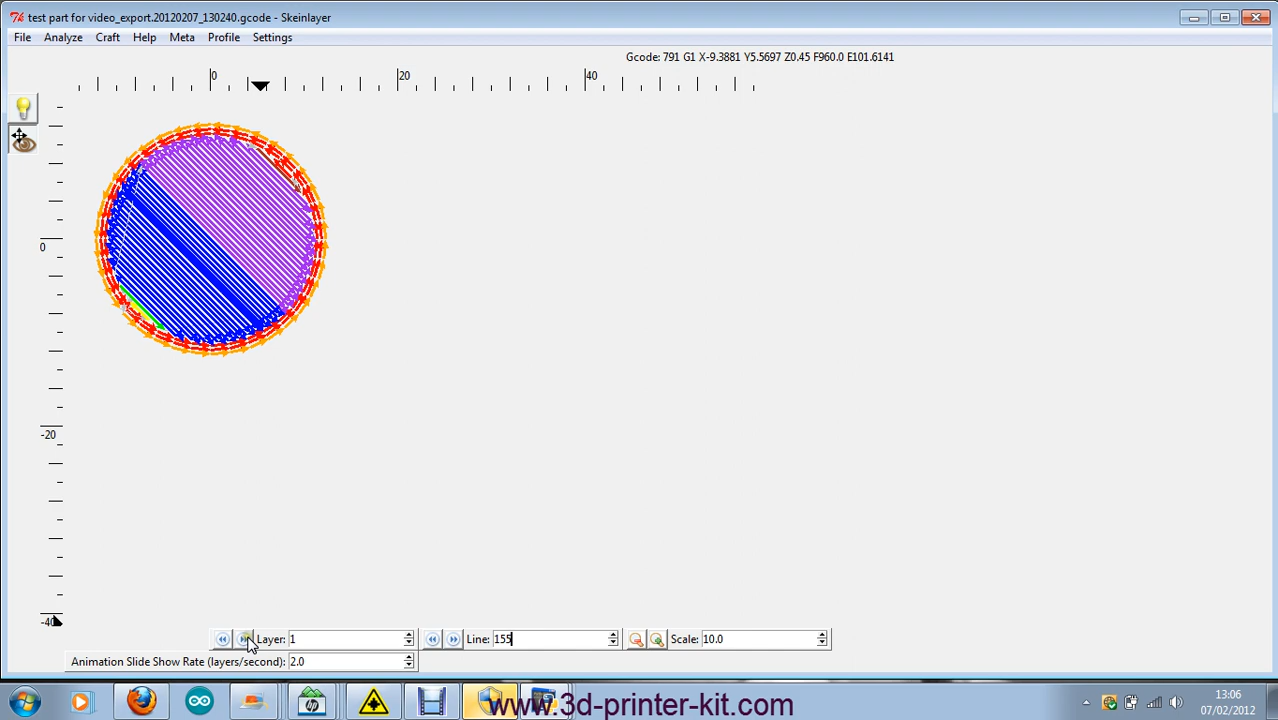 test part for video_export.20120207_130240.gcode - Skeinlayer
File Analyze Craft Help Meta Profile Settings
Gcode: 791 G1 X-9.3881 Y5.5697 Z0.45 F960.0 E101.6141
0 20 40
0
-20
-40
Layer: 1 Line: 155 Scale: 10.0
Animation Slide Show Rate (layers/second): 2.0
www.3d-printer-kit.com
13:06
07/02/2012
hp